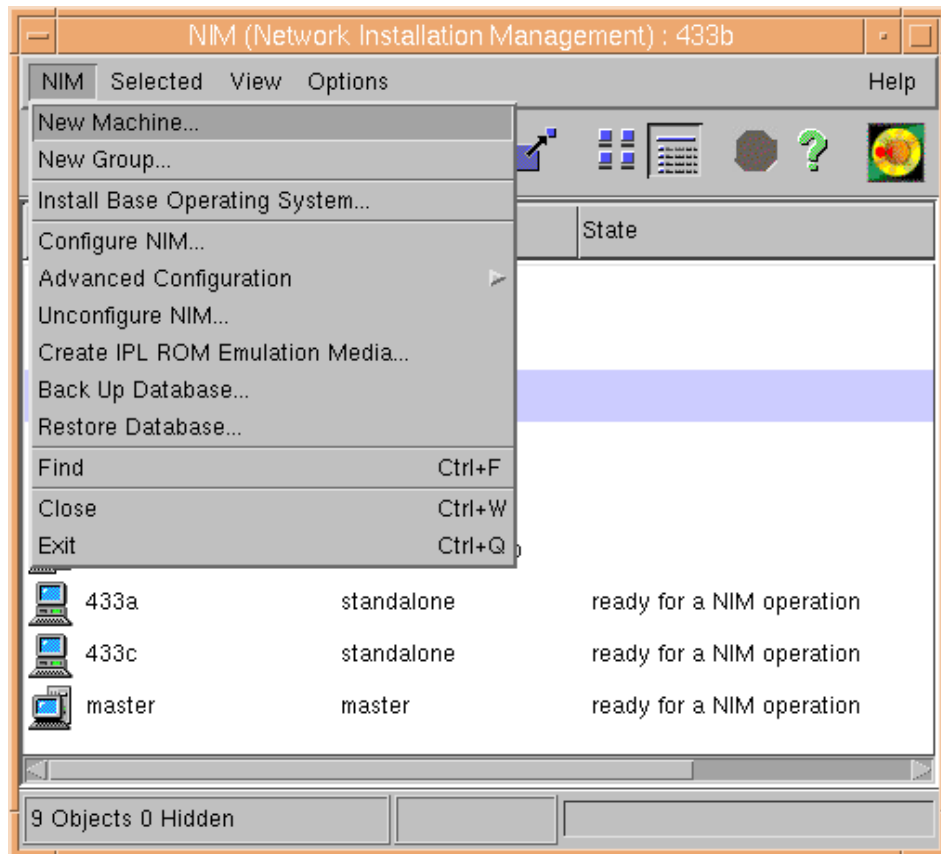 NIM (Network Installation Management) : 433b
NIM Selected View Options Help
New Machine...
New Group...
Install Base Operating System...
State
Configure NIM...
Advanced Configuration
Unconfigure NIM...
Create IPL ROM Emulation Media...
Back Up Database...
Restore Database...
Find Ctrl+F
Close Ctrl+W
Exit Ctrl+Q
433a standalone ready for a NIM operation
433c standalone ready for a NIM operation
master master ready for a NIM operation
9 Objects 0 Hidden